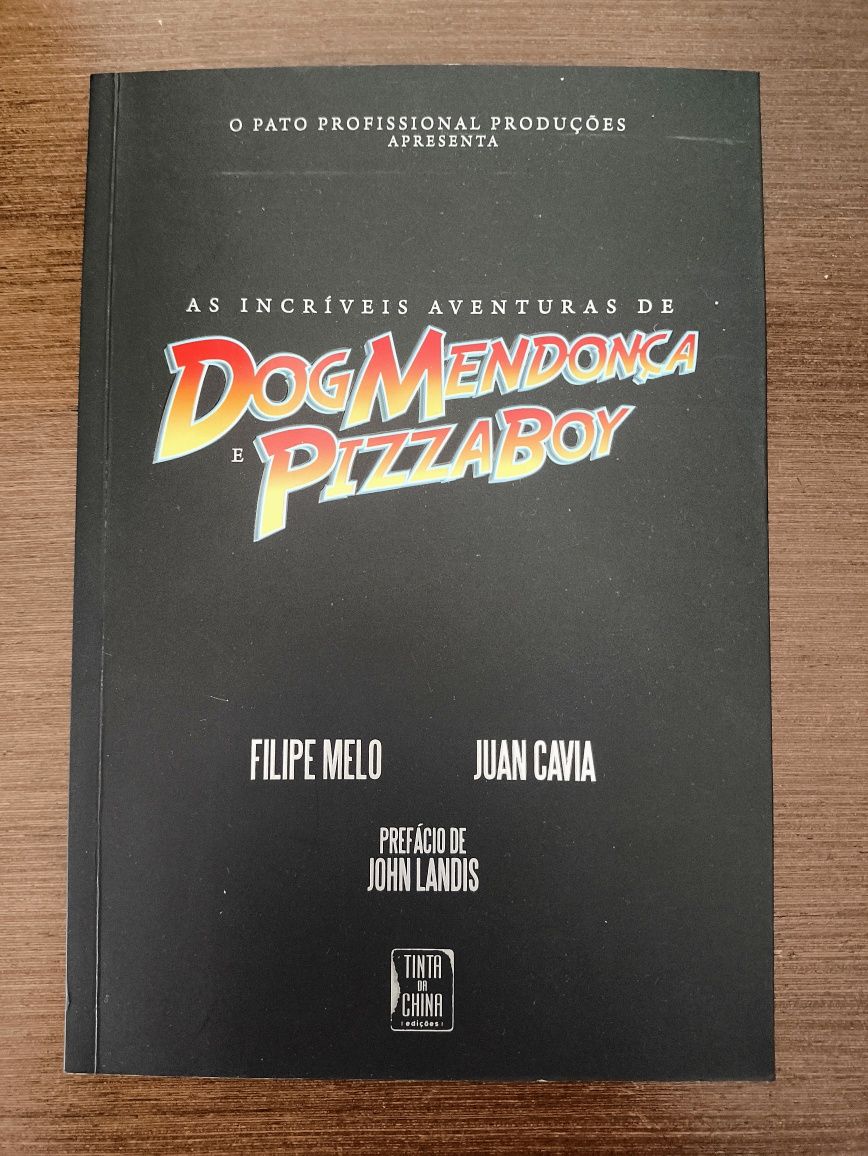 O PATO PROFISSIONAL PRODUÇÕES
APRESENTA
AS INCRÍVEIS AVENTURAS DE
DOG MENDONÇA
E PIZZABOY
FILIPE MELO
JUAN CAVIA
PREFÁCIO DE
JOHN LANDIS
TINTA
DA
CHINA
edições